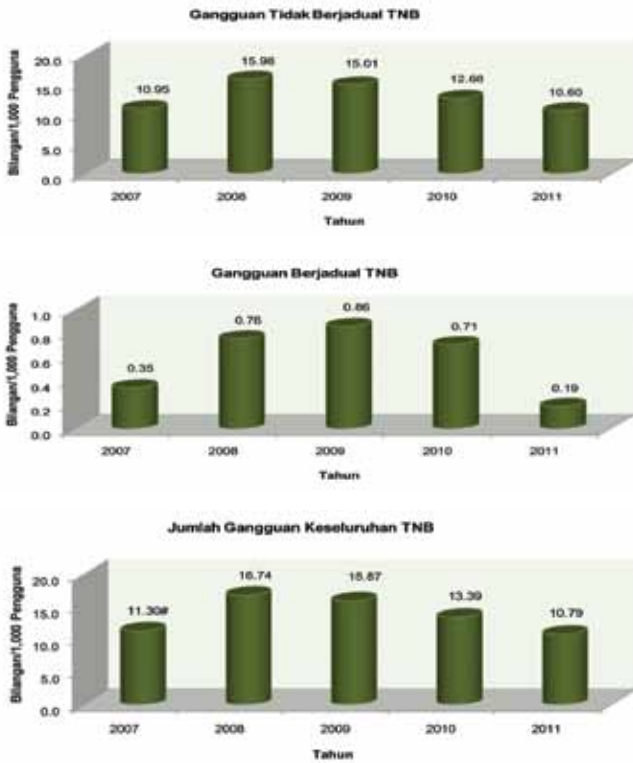 Gangguan Tidak Berjadual TNB
Bilangan/1,000 Pengguna
20.0
15.0
10.0
5.0
0.0
10.95
15.98
15.01
12.68
10.60
2007 2008 2009 2010 2011
Tahun
Gangguan Berjadual TNB
Bilangan/1,000 Pengguna
1.0
0.8
0.6
0.4
0.2
0.0
0.35
0.76
0.86
0.71
0.19
2007 2008 2009 2010 2011
Tahun
Jumlah Gangguan Keseluruhan TNB
Bilangan/1,000 Pengguna
20.0
15.0
10.0
5.0
0.0
11.30#
16.74
15.87
13.39
10.79
2007 2008 2009 2010 2011
Tahun